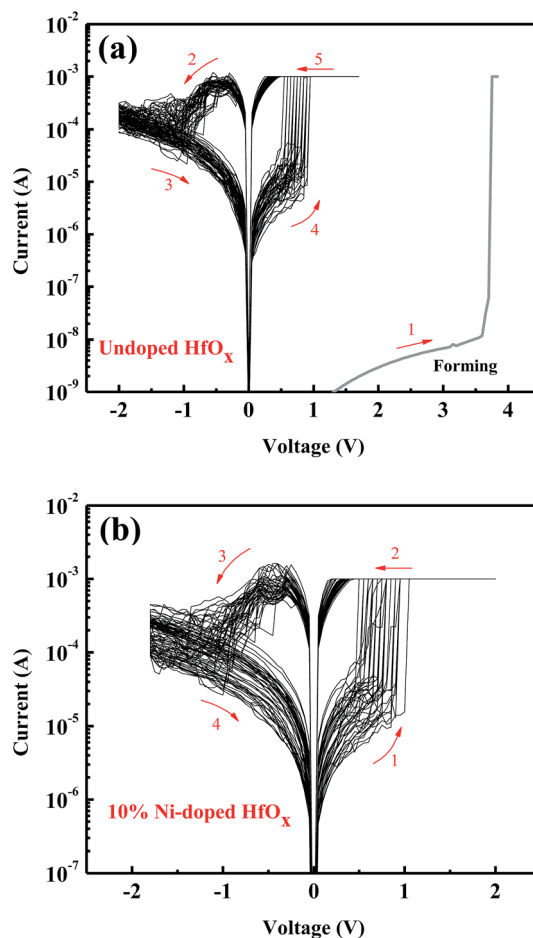 (a)
10⁻²
10⁻³
10⁻⁴
10⁻⁵
10⁻⁶
10⁻⁷
10⁻⁸
10⁻⁹
Current (A)
2
5
3
4
1
Undoped HfOₓ
Forming
-2 -1 0 1 2 3 4
Voltage (V)
(b)
10⁻²
10⁻³
10⁻⁴
10⁻⁵
10⁻⁶
10⁻⁷
Current (A)
3
2
4
1
10% Ni-doped HfOₓ
-2 -1 0 1 2
Voltage (V)